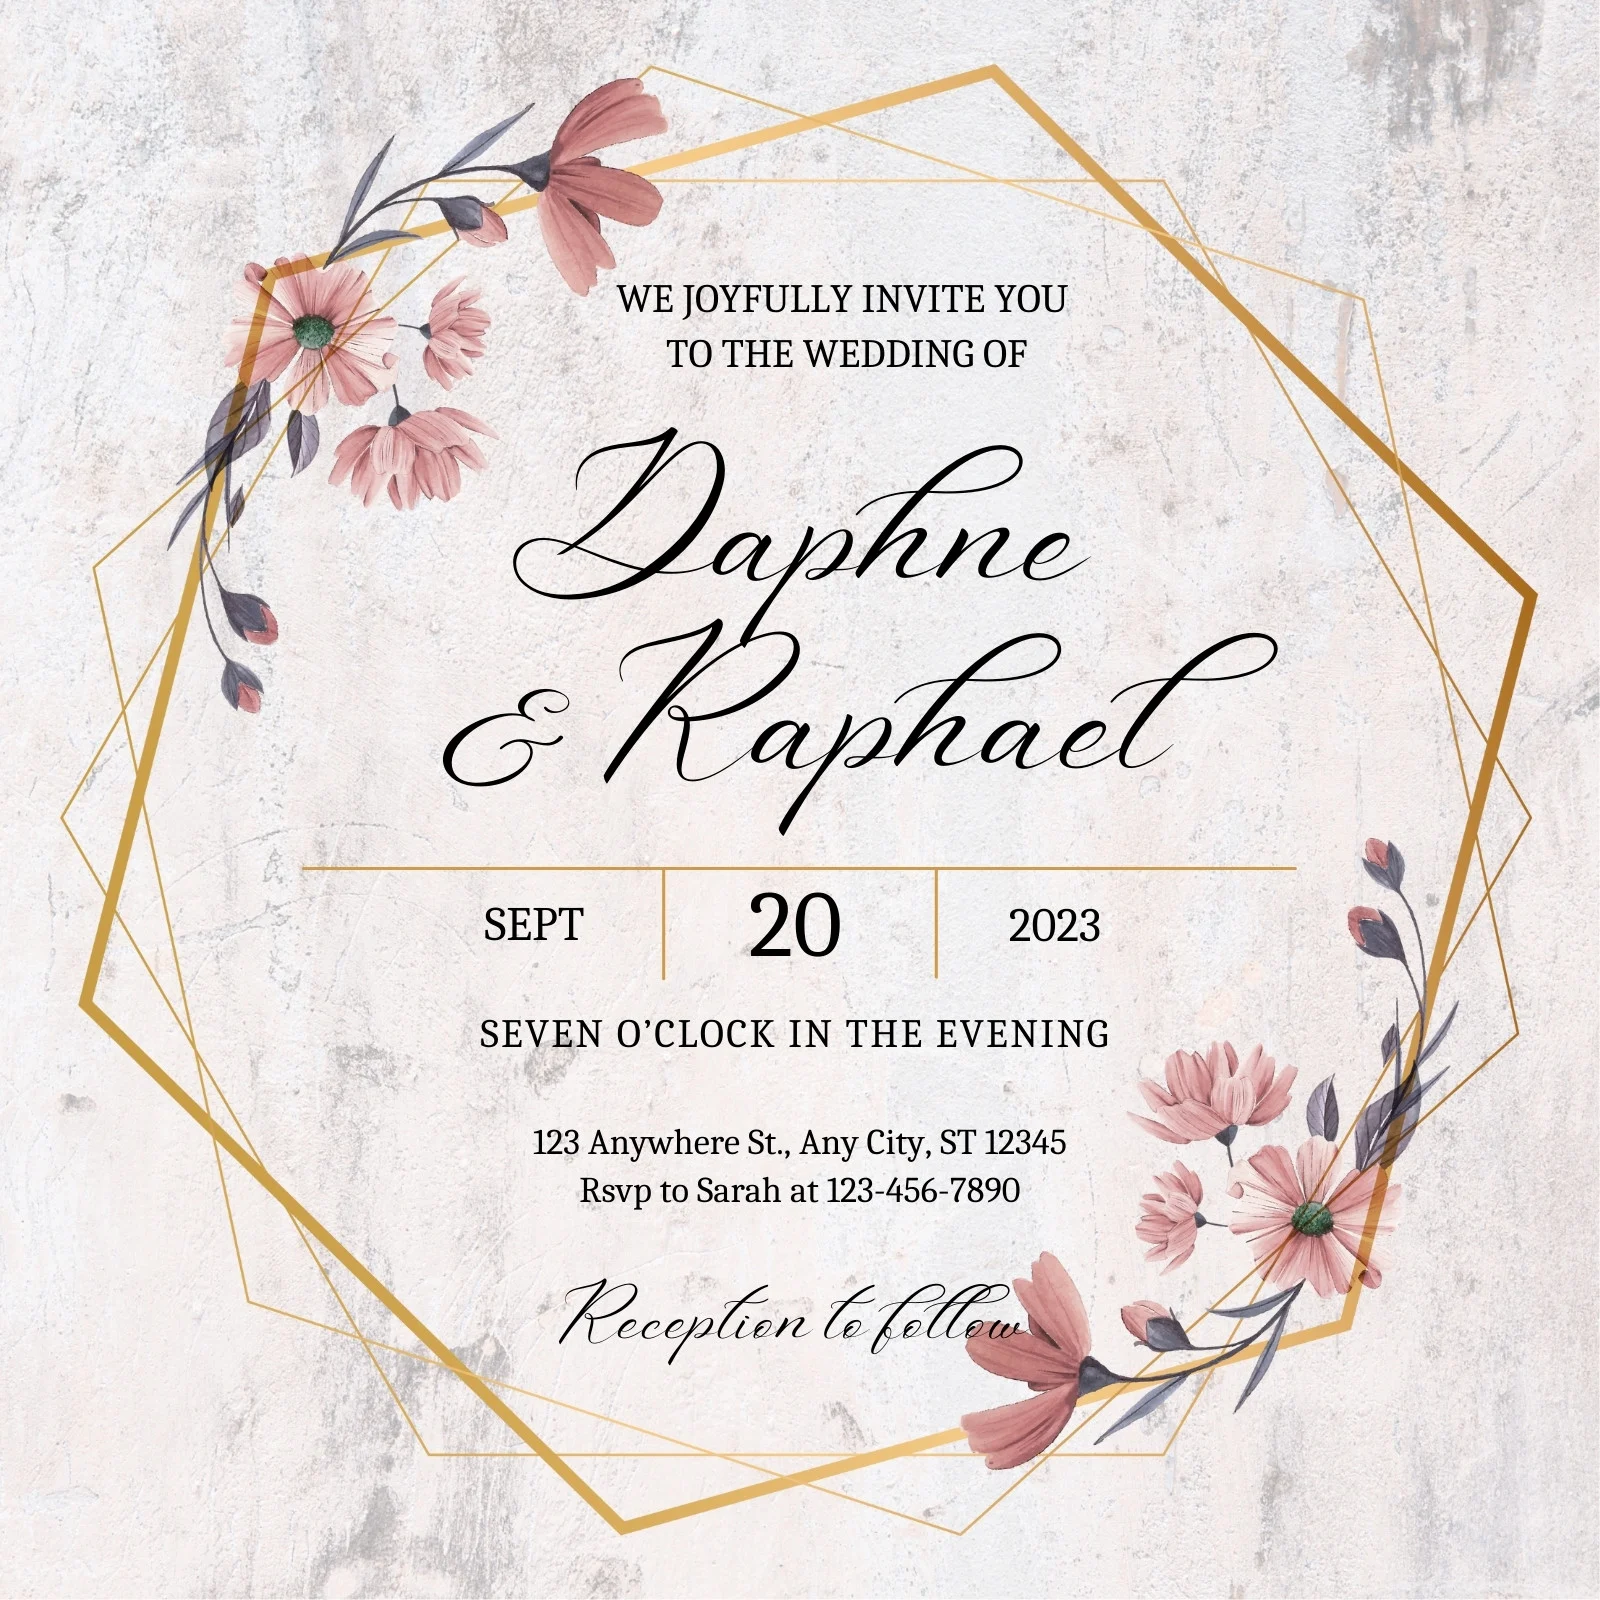 WE JOYFULLY INVITE YOU
TO THE WEDDING OF
Daphne
& Raphael
SEPT 20 2023
SEVEN O’CLOCK IN THE EVENING
123 Anywhere St., Any City, ST 12345
Rsvp to Sarah at 123-456-7890
Reception to follow